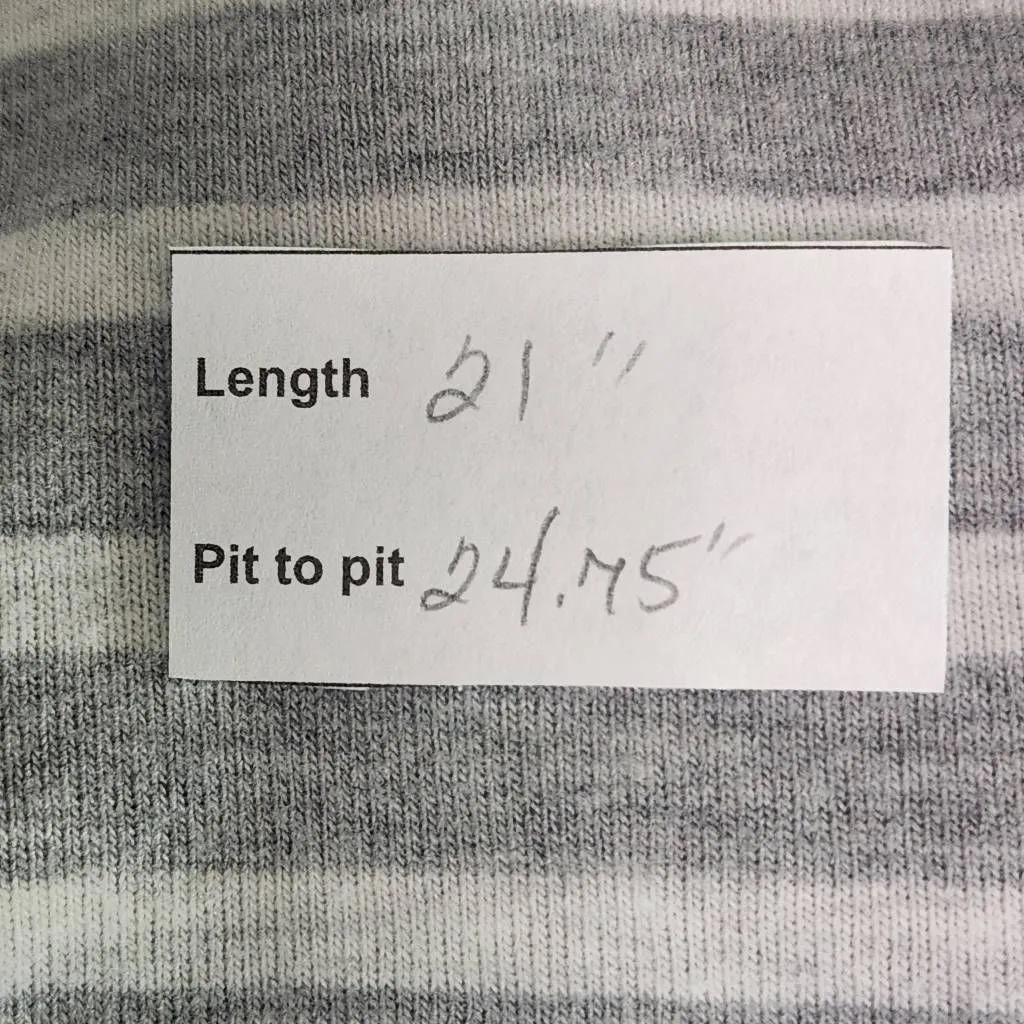 Length 21"
Pit to pit 24.75"